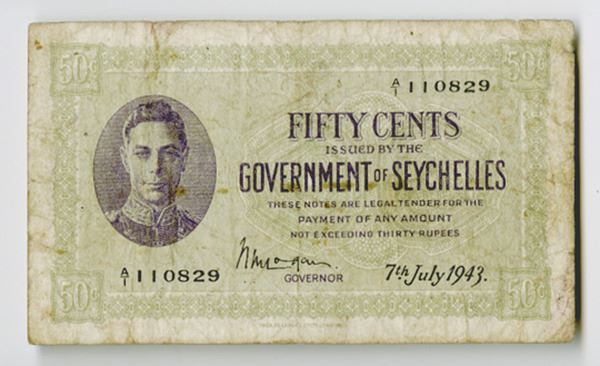 50¢
50¢
A/1 110829
FIFTY CENTS
ISSUED BY THE
GOVERNMENT OF SEYCHELLES
THESE NOTES ARE LEGAL TENDER FOR THE
PAYMENT OF ANY AMOUNT
NOT EXCEEDING THIRTY RUPEES
A/1 110829
GOVERNOR
7th July 1943.
50¢
50¢